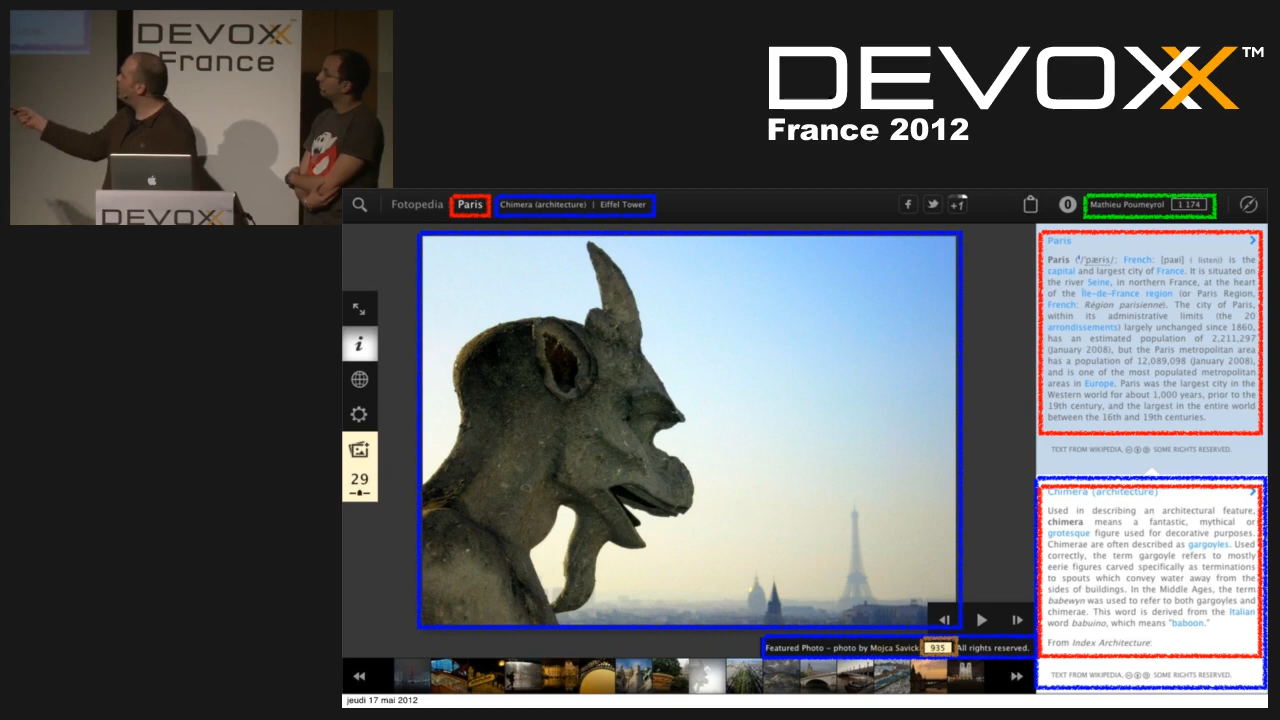 DEVOXX
France
DEVOXX
DEVOXX™
France 2012
Fotopedia Paris Chimera (architecture) | Eiffel Tower
f +1 0 Mathieu Poumeyrol 1 174
i
29
Paris
French: [paʁi] ( listen)) is the
capital and largest city of France. It is situated on
the river Seine, in northern France, at the heart
of the Île-de-France region (or Paris Region,
French: Région parisienne). The city of Paris,
within its administrative limits (the 20
arrondissements) largely unchanged since 1860,
has an estimated population of 2,211,297
(January 2008), but the Paris metropolitan area
has a population of 12,089,098 (January 2008),
and is one of the most populated metropolitan
areas in Europe. Paris was the largest city in the
Western world for about 1,000 years, prior to the
19th century, and the largest in the entire world
between the 16th and 19th centuries.
TEXT FROM WIKIPEDIA, SOME RIGHTS RESERVED.
Chimera (architecture)
Used in describing an architectural feature,
chimera means a fantastic, mythical or
grotesque figure used for decorative purposes.
Chimerae are often described as gargoyles. Used
correctly, the term gargoyle refers to mostly
eerie figures carved specifically as terminations
to spouts which convey water away from the
sides of buildings. In the Middle Ages, the term
babewyn was used to refer to both gargoyles and
chimerae. This word is derived from the Italian
word babuino, which means "baboon."
From Index Architecture:
TEXT FROM WIKIPEDIA, SOME RIGHTS RESERVED.
Featured Photo – photo by Mojca Savick 935 All rights reserved.
jeudi 17 mai 2012